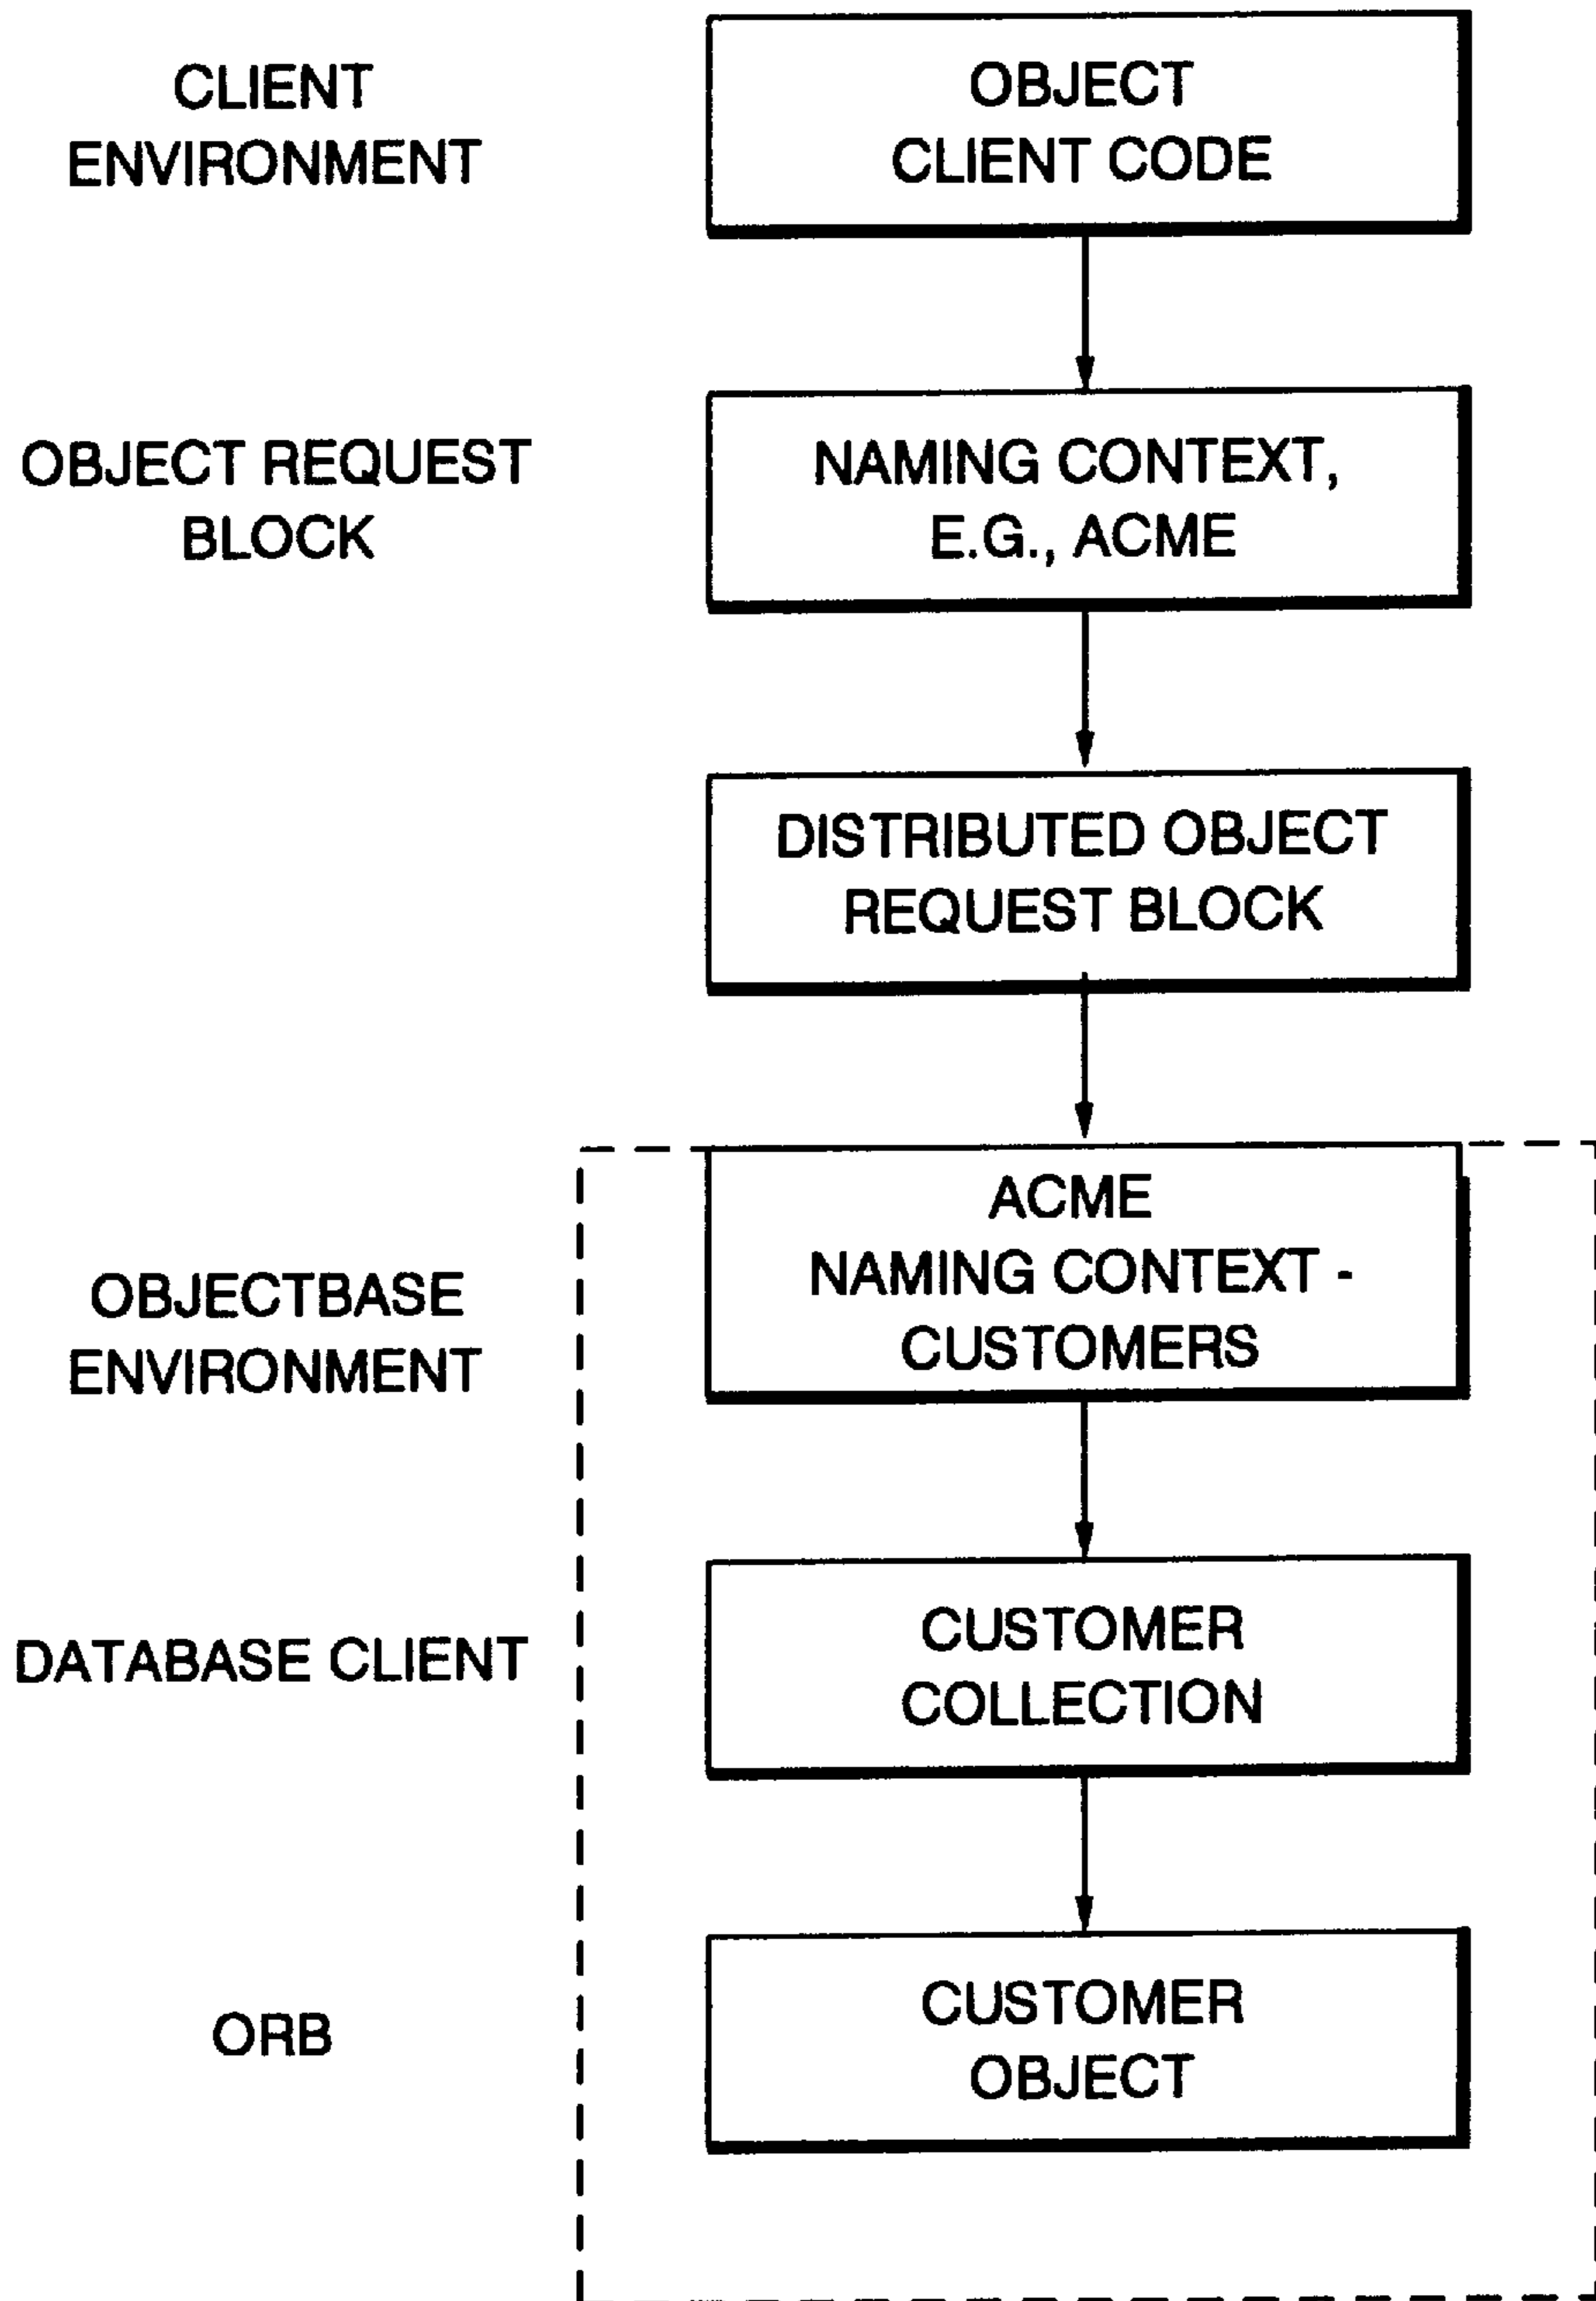 CLIENT
ENVIRONMENT
OBJECT
CLIENT CODE
OBJECT REQUEST
BLOCK
NAMING CONTEXT,
E.G., ACME
DISTRIBUTED OBJECT
REQUEST BLOCK
OBJECTBASE
ENVIRONMENT
ACME
NAMING CONTEXT -
CUSTOMERS
DATABASE CLIENT
CUSTOMER
COLLECTION
ORB
CUSTOMER
OBJECT